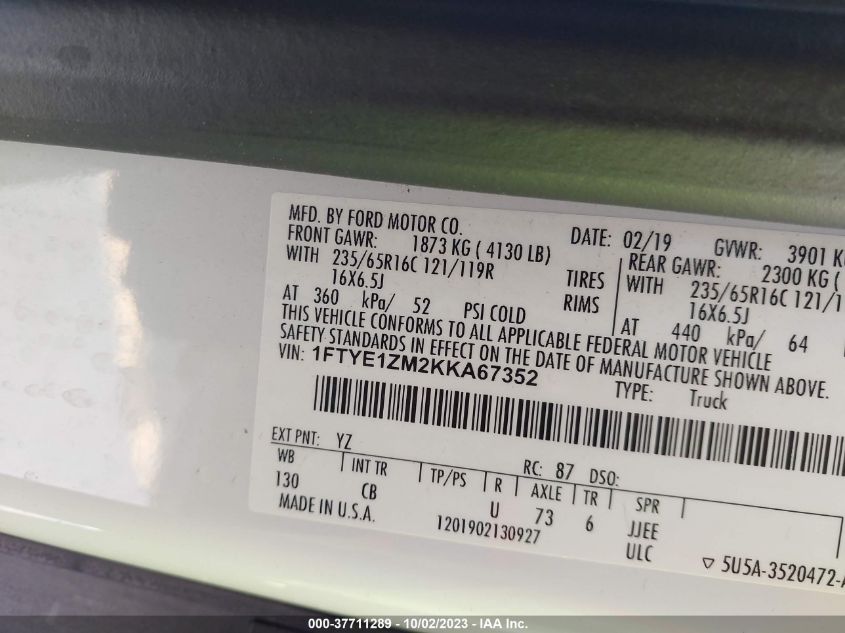 MFD. BY FORD MOTOR CO.
DATE: 02/19
GVWR: 3901 K
FRONT GAWR: 1873 KG ( 4130 LB)
REAR GAWR: 2300 KG (
WITH 235/65R16C 121/119R TIRES
WITH 235/65R16C 121/1
16X6.5J RIMS
16X6.5J
AT 360 kPa/ 52 PSI COLD
AT 440 kPa/ 64
THIS VEHICLE CONFORMS TO ALL APPLICABLE FEDERAL MOTOR VEHICLE
SAFETY STANDARDS IN EFFECT ON THE DATE OF MANUFACTURE SHOWN ABOVE.
VIN: 1FTYE1ZM2KKA67352
TYPE: Truck
EXT PNT: YZ
RC: 87 DSO:
WB INT TR TP/PS R AXLE TR SPR
130 CB U 73 6 JJEE
MADE IN U.S.A.
1201902130927
ULC
5U5A-3520472-A
000-37711289 - 10/02/2023 - IAA Inc.